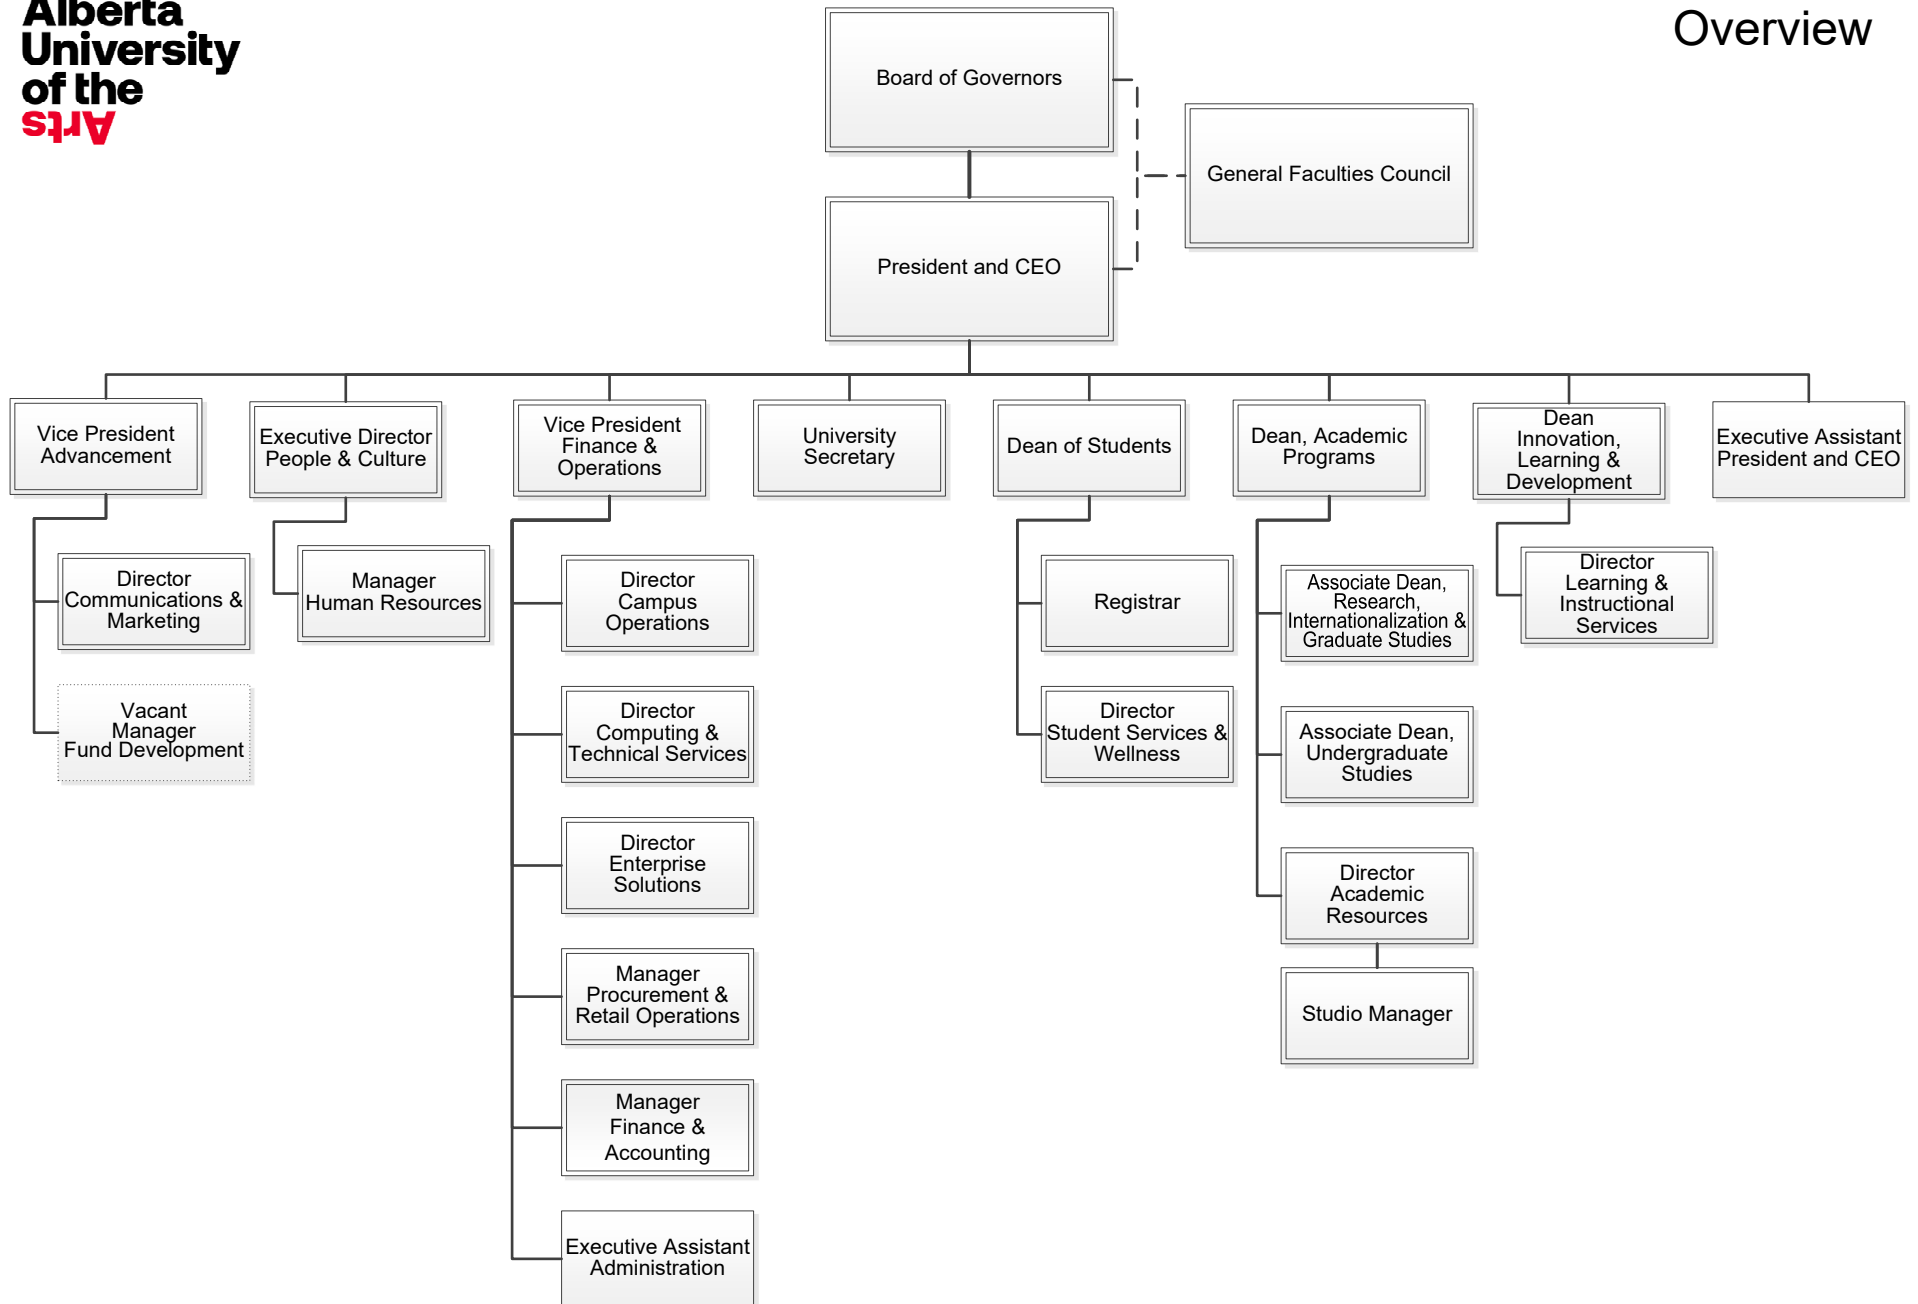 Alberta
University
of the
Arts
Overview
Board of Governors
General Faculties Council
President and CEO
Vice President
Advancement
Executive Director
People & Culture
Vice President
Finance &
Operations
University
Secretary
Dean of Students
Dean, Academic
Programs
Dean
Innovation,
Learning &
Development
Executive Assistant
President and CEO
Director
Communications &
Marketing
Vacant
Manager
Fund Development
Manager
Human Resources
Director
Campus
Operations
Director
Computing &
Technical Services
Director
Enterprise
Solutions
Manager
Procurement &
Retail Operations
Manager
Finance &
Accounting
Executive Assistant
Administration
Registrar
Director
Student Services &
Wellness
Associate Dean,
Research,
Internationalization &
Graduate Studies
Associate Dean,
Undergraduate
Studies
Director
Academic
Resources
Studio Manager
Director
Learning &
Instructional
Services